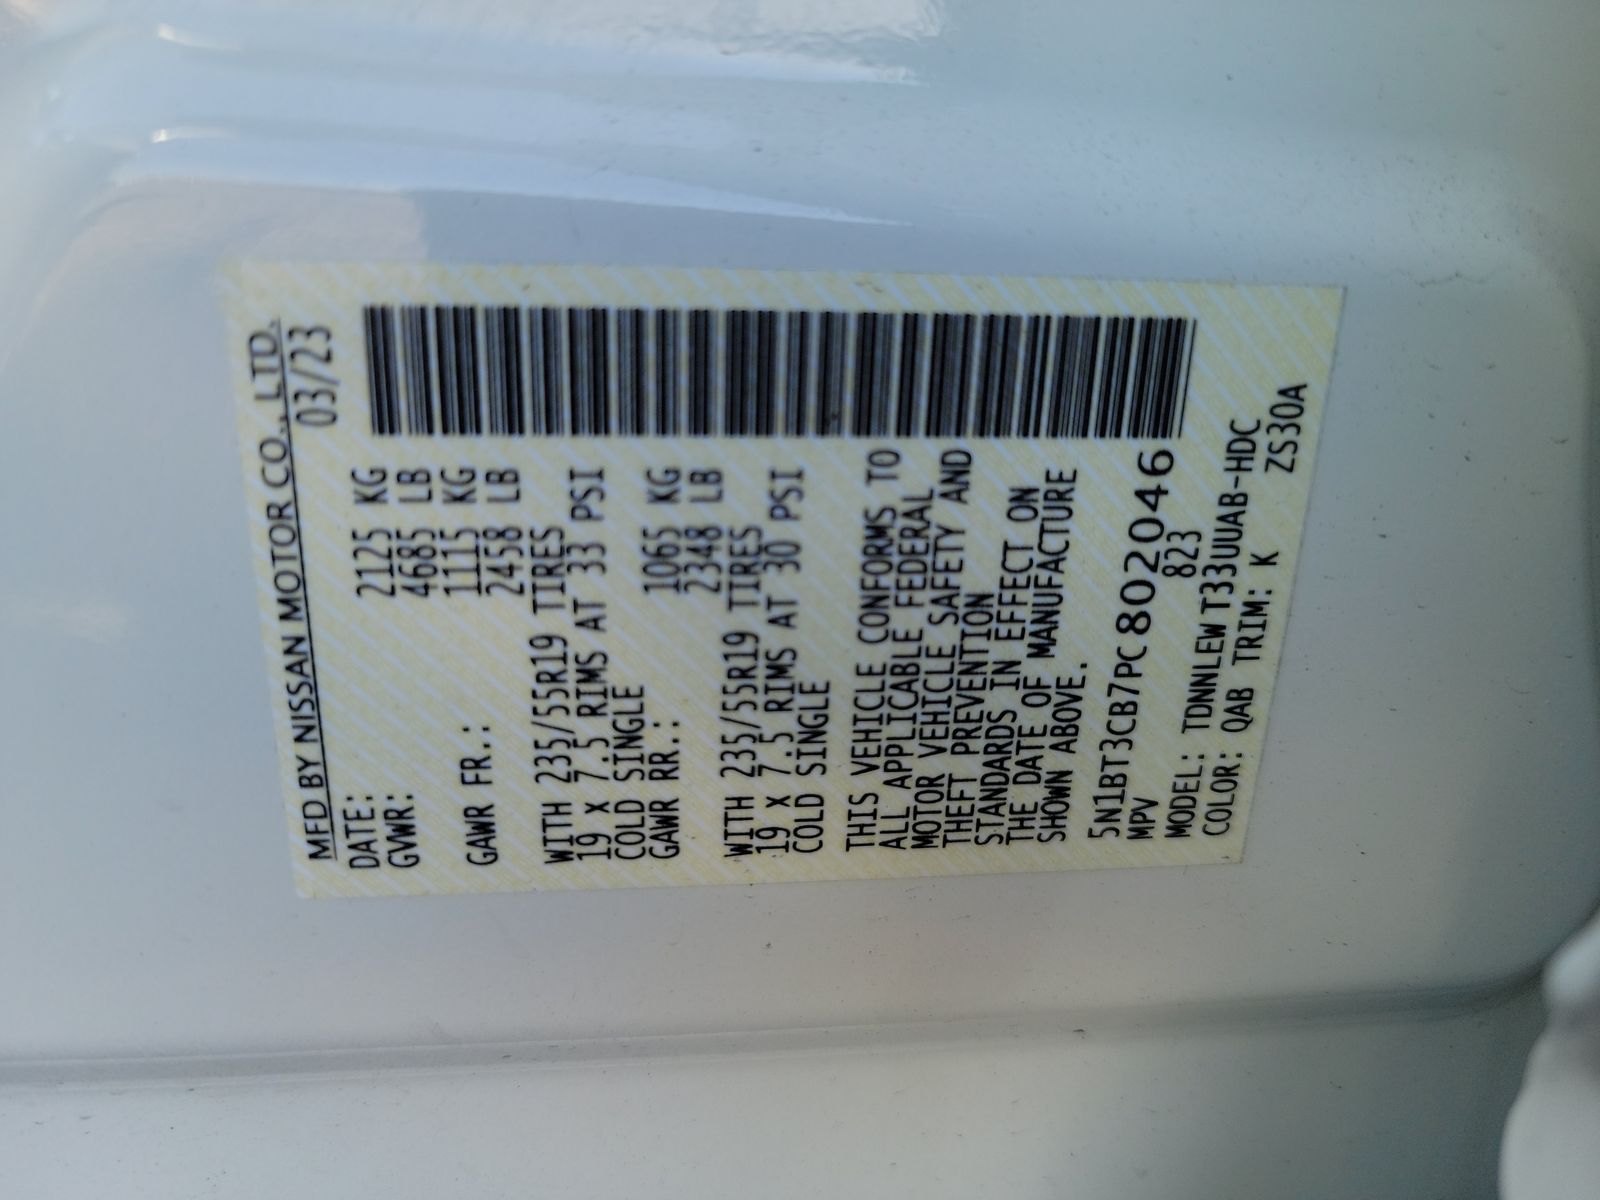 MFD BY NISSAN MOTOR CO., LTD.
DATE: 03/23
GVWR: 2125 KG
4685 LB
GAWR FR.: 1115 KG
2458 LB
WITH 235/55R19 TIRES
19 X 7.5 RIMS AT 33 PSI
COLD SINGLE
GAWR RR.: 1065 KG
2348 LB
WITH 235/55R19 TIRES
19 X 7.5 RIMS AT 30 PSI
COLD SINGLE
THIS VEHICLE CONFORMS TO
ALL APPLICABLE FEDERAL
MOTOR VEHICLE SAFETY AND
THEFT PREVENTION
STANDARDS IN EFFECT ON
THE DATE OF MANUFACTURE
SHOWN ABOVE.
5N1BT3CB7PC802046
MPV 823
MODEL: TDNNLEW T33UUAB-HDC
COLOR: QAB TRIM: K ZS30A